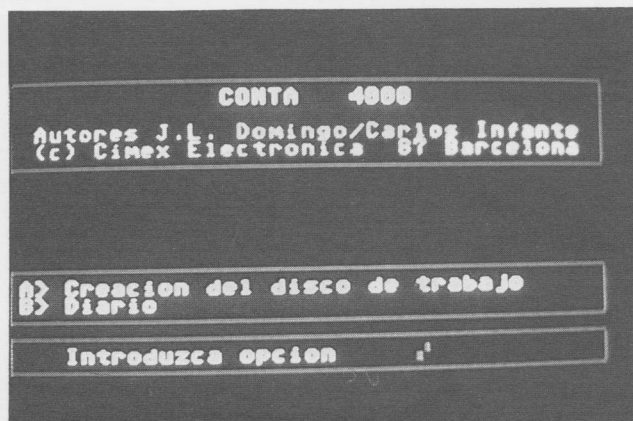 CONTA 4000
Autores J.L. Domingo/Carlos Infante
(c) Cimex Electronica 87 Barcelona
A> Creacion del disco de trabajo
B> Diario
Introduzca opcion